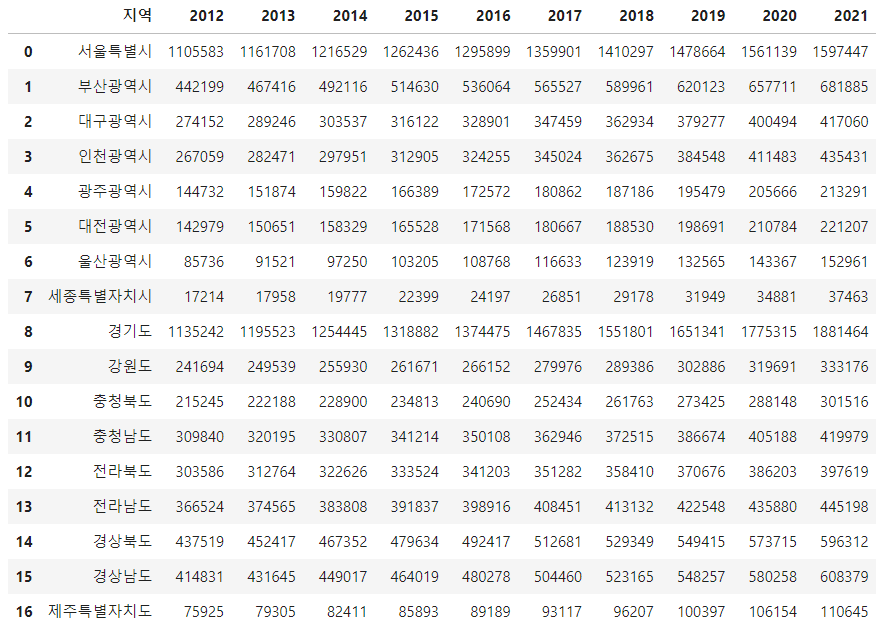 지역 2012 2013 2014 2015 2016 2017 2018 2019 2020 2021
0 서울특별시 1105583 1161708 1216529 1262436 1295899 1359901 1410297 1478664 1561139 1597447
1 부산광역시 442199 467416 492116 514630 536064 565527 589961 620123 657711 681885
2 대구광역시 274152 289246 303537 316122 328901 347459 362934 379277 400494 417060
3 인천광역시 267059 282471 297951 312905 324255 345024 362675 384548 411483 435431
4 광주광역시 144732 151874 159822 166389 172572 180862 187186 195479 205666 213291
5 대전광역시 142979 150651 158329 165528 171568 180667 188530 198691 210784 221207
6 울산광역시 85736 91521 97250 103205 108768 116633 123919 132565 143367 152961
7 세종특별자치시 17214 17958 19777 22399 24197 26851 29178 31949 34881 37463
8 경기도 1135242 1195523 1254445 1318882 1374475 1467835 1551801 1651341 1775315 1881464
9 강원도 241694 249539 255930 261671 266152 279976 289386 302886 319691 333176
10 충청북도 215245 222188 228900 234813 240690 252434 261763 273425 288148 301516
11 충청남도 309840 320195 330807 341214 350108 362946 372515 386674 405188 419979
12 전라북도 303586 312764 322626 333524 341203 351282 358410 370676 386203 397619
13 전라남도 366524 374565 383808 391837 398916 408451 413132 422548 435880 445198
14 경상북도 437519 452417 467352 479634 492417 512681 529349 549415 573715 596312
15 경상남도 414831 431645 449017 464019 480278 504460 523165 548257 580258 608379
16 제주특별자치도 75925 79305 82411 85893 89189 93117 96207 100397 106154 110645